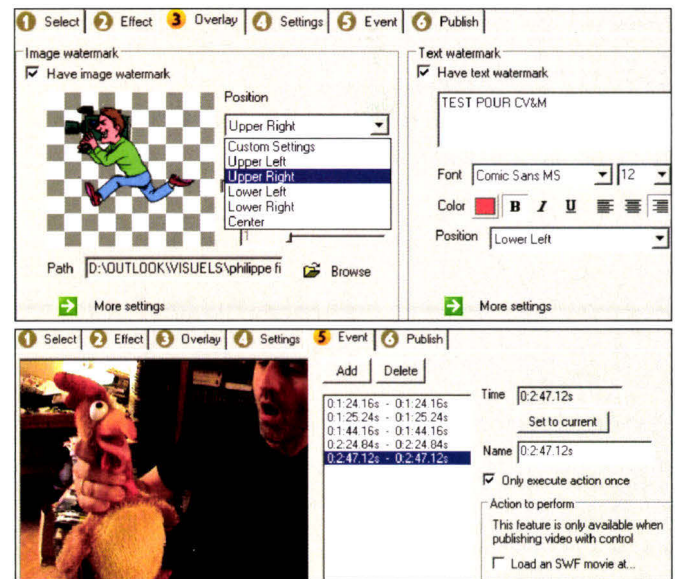 1 Select 2 Effect 3 Overlay 4 Settings 5 Event 6 Publish
Image watermark
Have image watermark
Position
Upper Right
Custom Settings
Upper Left
Upper Right
Lower Left
Lower Right
Center
1
Path D:\OUTLOOK\VISUELS\philippe fi Browse
More settings
Text watermark
Have text watermark
TEST POUR CV&M
Font Comic Sans MS 12
Color B I U
Position Lower Left
More settings
1 Select 2 Effect 3 Overlay 4 Settings 5 Event 6 Publish
Add Delete
0:1:24.16s - 0:1:24.16s
0:1:25.24s - 0:1:25.24s
0:1:44.16s - 0:1:44.16s
0:2:24.84s - 0:2:24.84s
0:2:47.12s - 0:2:47.12s
Time 0:2:47.12s
Set to current
Name 0:2:47.12s
Only execute action once
Action to perform
This feature is only available when
publishing video with control
Load an SWF movie at...